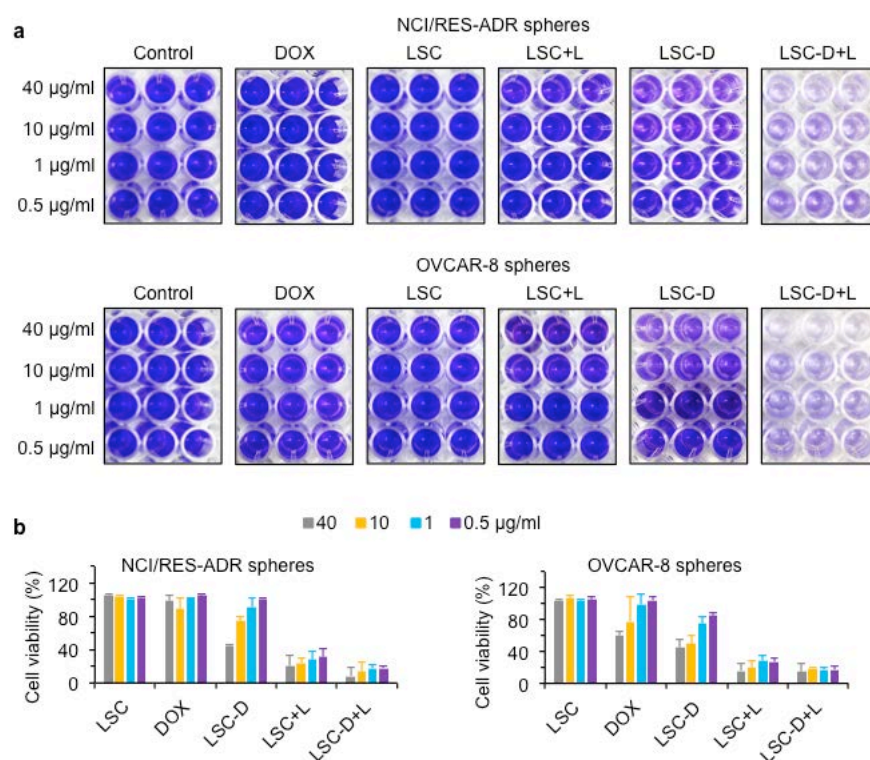 a
NCI/RES-ADR spheres
Control DOX LSC LSC+L LSC-D LSC-D+L
40 µg/ml
10 µg/ml
1 µg/ml
0.5 µg/ml
OVCAR-8 spheres
Control DOX LSC LSC+L LSC-D LSC-D+L
40 µg/ml
10 µg/ml
1 µg/ml
0.5 µg/ml
b
40 10 1 0.5 µg/ml
NCI/RES-ADR spheres
Cell viability (%)
120
80
40
0
LSC DOX LSC-D LSC+L LSC-D+L
OVCAR-8 spheres
Cell viability (%)
120
80
40
0
LSC DOX LSC-D LSC+L LSC-D+L